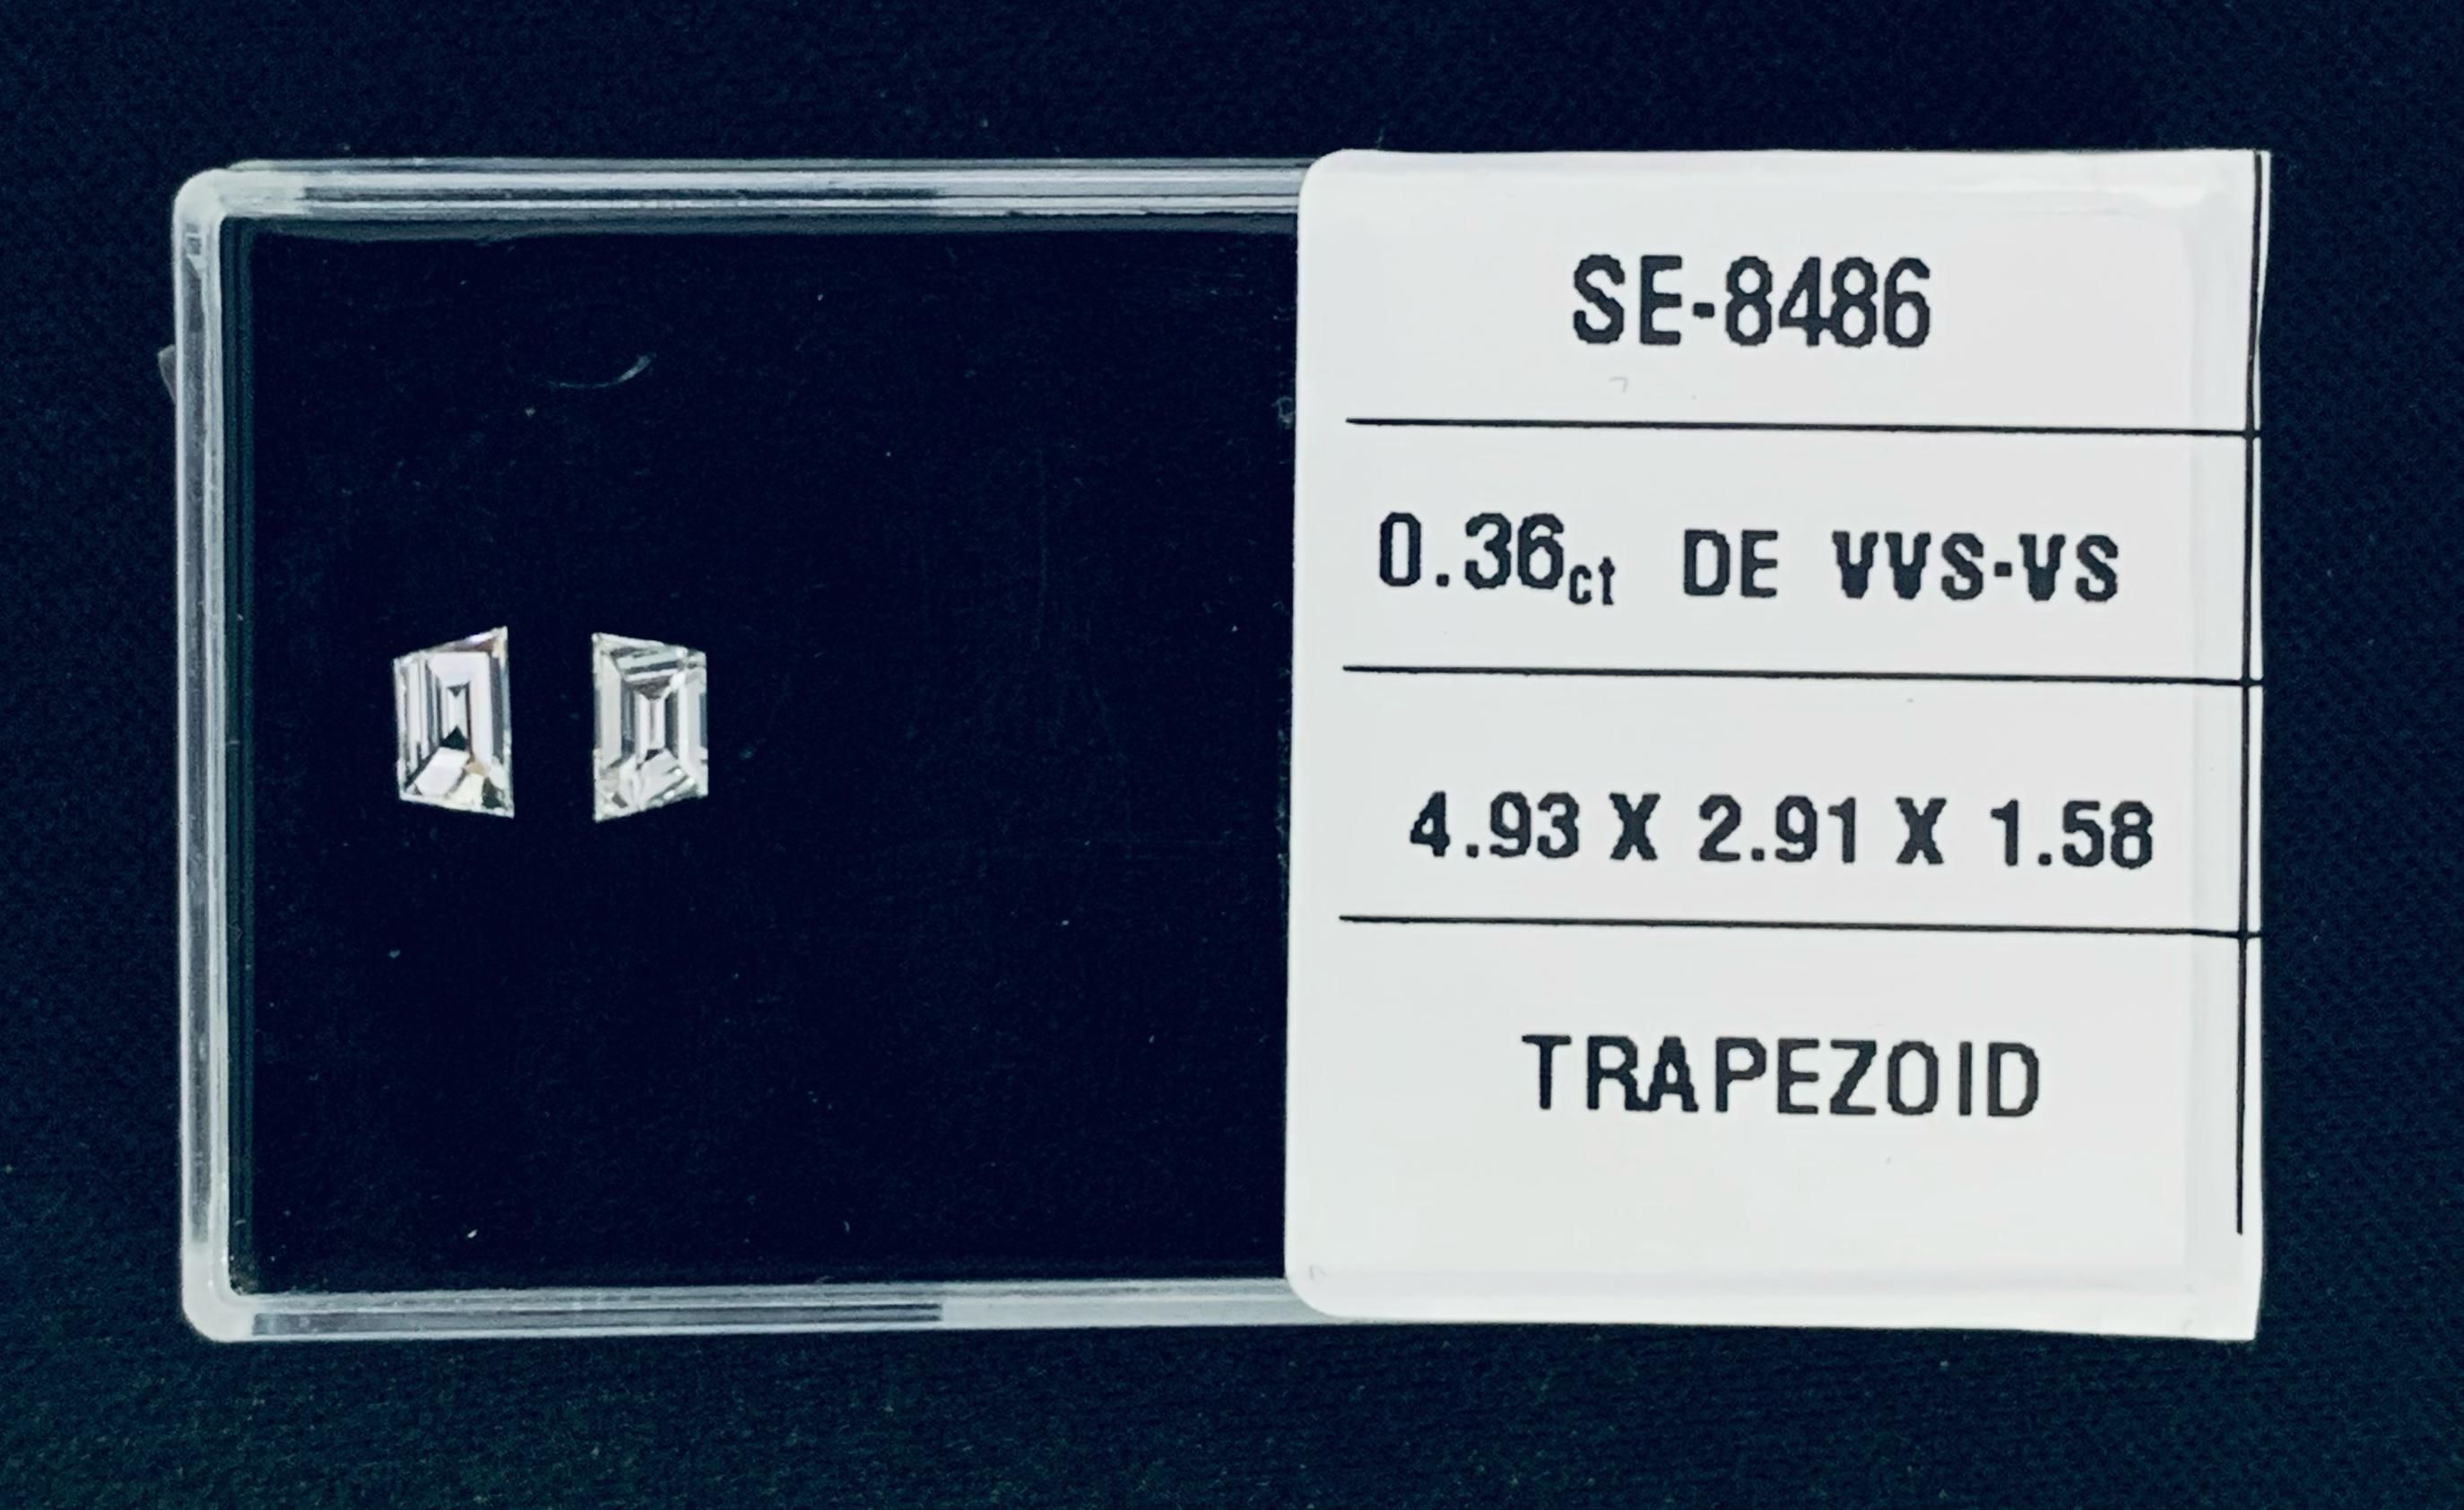 SE-8486
0.36ct DE VVS-VS
4.93 X 2.91 X 1.58
TRAPEZOID